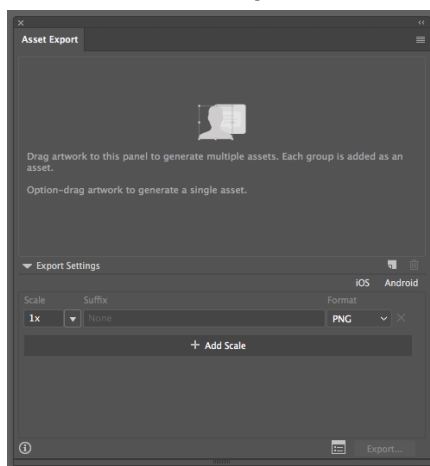 Asset Export
Drag artwork to this panel to generate multiple assets. Each group is added as an
asset.
Option-drag artwork to generate a single asset.
Export Settings
iOS Android
Scale Suffix Format
1x None PNG
+ Add Scale
Export...